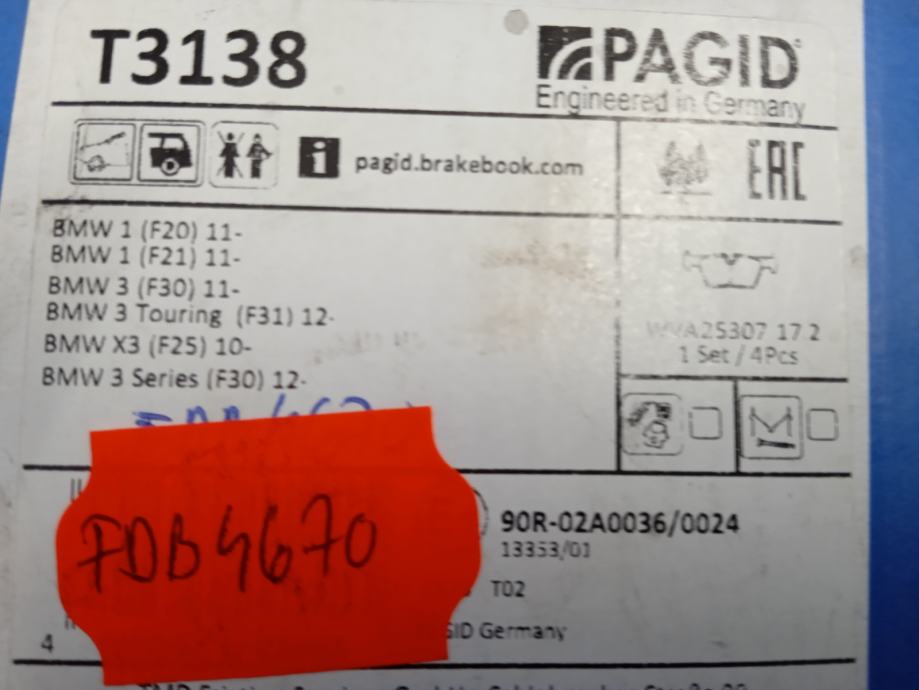 T3138
PAGID
Engineered in Germany
i pagid.brakebook.com
EAC
BMW 1 (F20) 11-
BMW 1 (F21) 11-
BMW 3 (F30) 11-
BMW 3 Touring (F31) 12-
BMW X3 (F25) 10-
BMW 3 Series (F30) 12-
WVA25307 17.2
1 Set / 4Pcs
FDB4670
90R-02A0036/0024
13353/01
T02
GID Germany
4